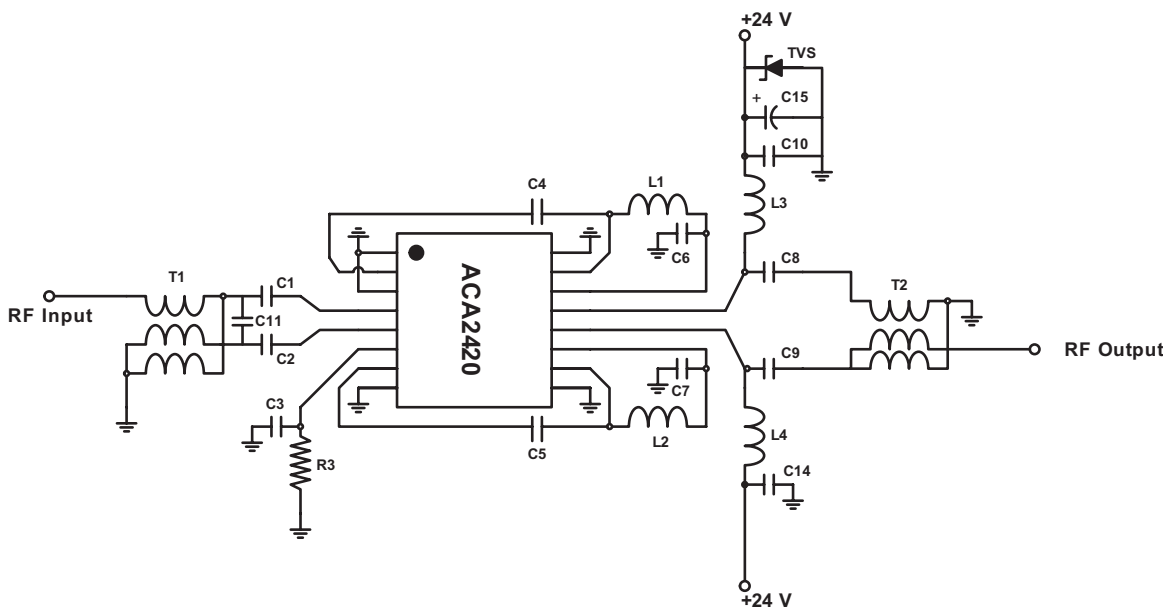 +24 V
TVS
+
C15
C10
L3
C4
L1
C6
C8
T2
T1
C1
RF Input
C11
C2
ACA2420
C9
RF Output
C7
C3
R3
C5
L2
L4
C14
+24 V